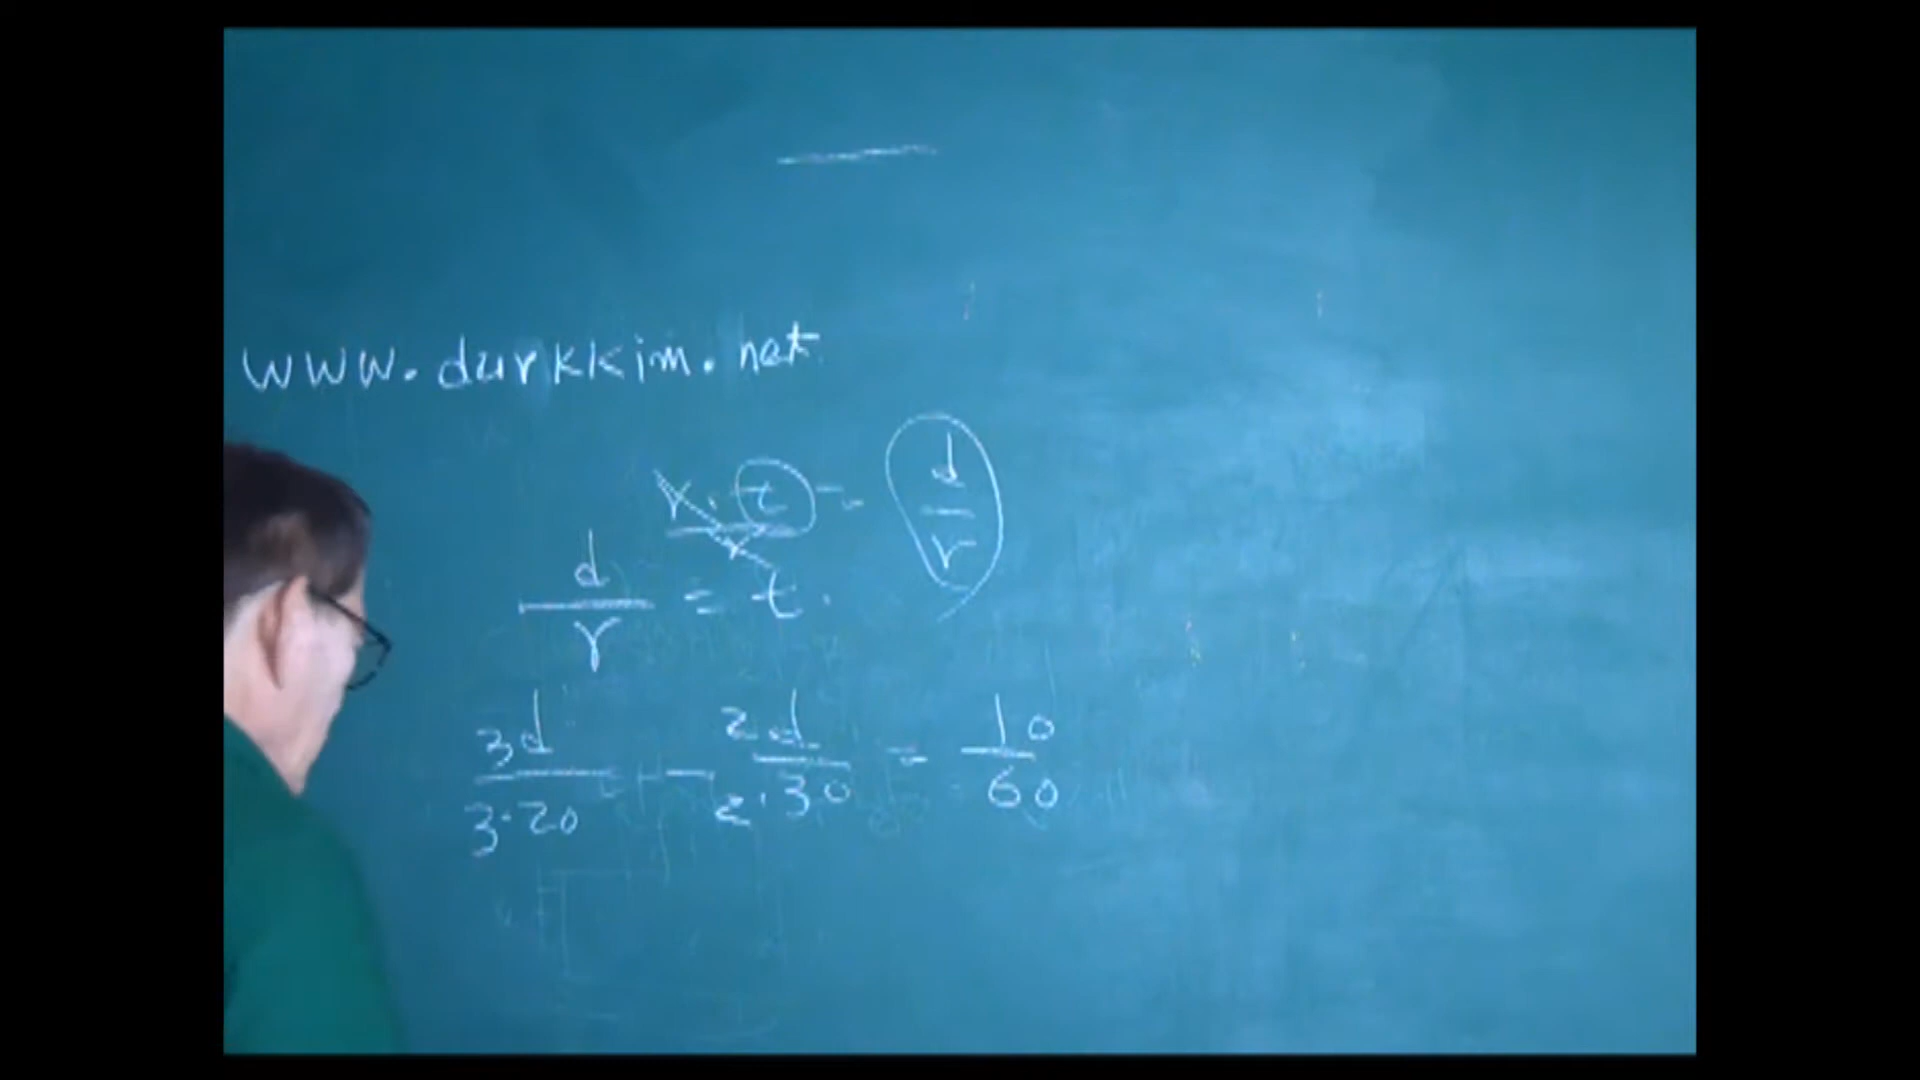 www.durkkim.net
r. t / r = d / r
d / r = t.
3d / 3.20 - 2d / 2.30 = 10 / 60